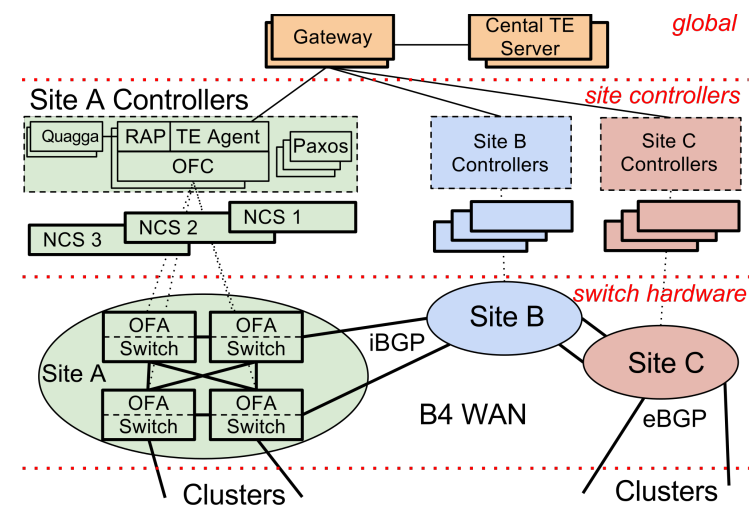 global
Gateway
Cental TE
Server
site controllers
Site A Controllers
Quagga
RAP
TE Agent
OFC
Paxos
Site B
Controllers
Site C
Controllers
NCS 1
NCS 2
NCS 3
switch hardware
OFA
Switch
OFA
Switch
Site A
OFA
Switch
OFA
Switch
iBGP
Site B
Site C
B4 WAN
eBGP
Clusters
Clusters